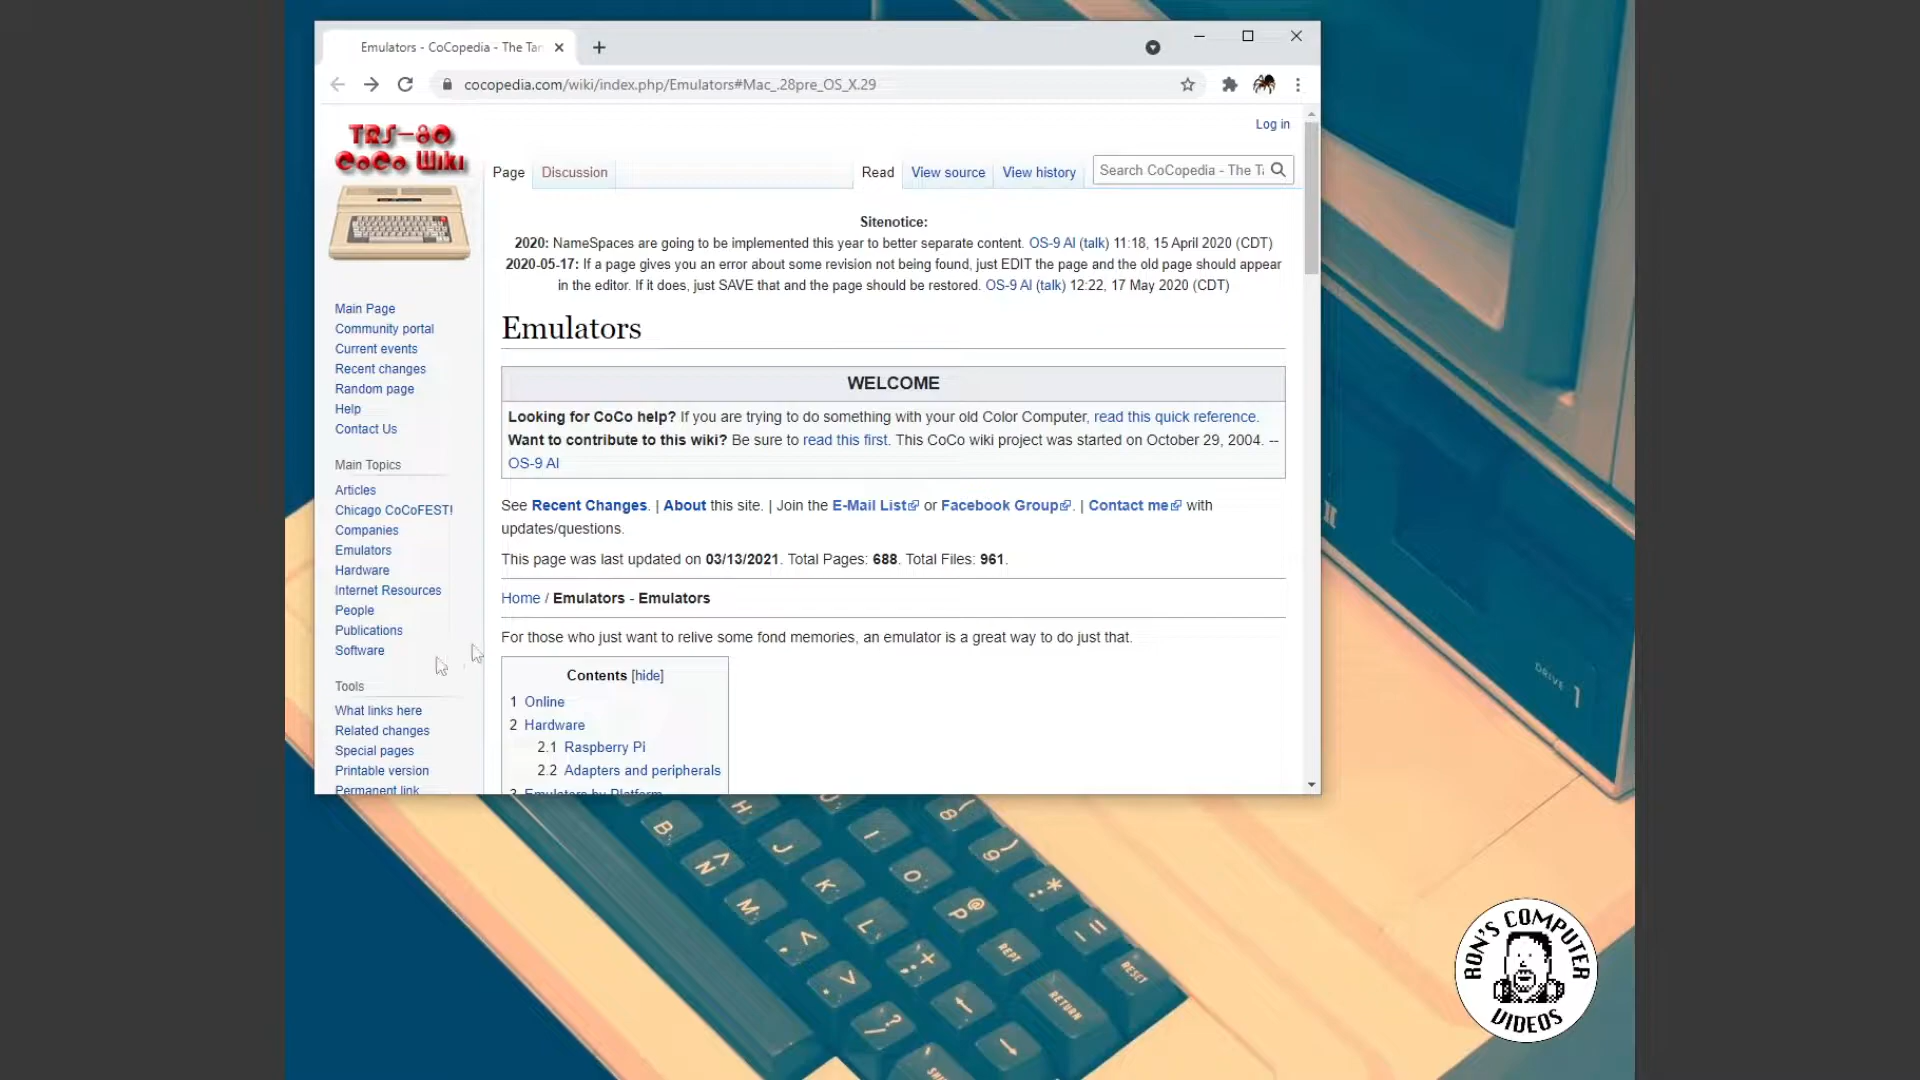 Emulators - CoCopedia - The Tan
cocopedia.com/wiki/index.php/Emulators#Mac_.28pre_OS_X.29
TRS-80
CoCo Wiki
Log in
Page Discussion Read View source View history Search CoCopedia - The T
Sitenotice:
2020: NameSpaces are going to be implemented this year to better separate content. OS-9 Al (talk) 11:18, 15 April 2020 (CDT)
2020-05-17: If a page gives you an error about some revision not being found, just EDIT the page and the old page should appear
in the editor. If it does, just SAVE that and the page should be restored. OS-9 Al (talk) 12:22, 17 May 2020 (CDT)
Emulators
WELCOME
Looking for CoCo help? If you are trying to do something with your old Color Computer, read this quick reference.
Want to contribute to this wiki? Be sure to read this first. This CoCo wiki project was started on October 29, 2004. --
OS-9 Al
See Recent Changes. | About this site. | Join the E-Mail List or Facebook Group. | Contact me with
updates/questions.
This page was last updated on 03/13/2021. Total Pages: 688. Total Files: 961.
Home / Emulators - Emulators
For those who just want to relive some fond memories, an emulator is a great way to do just that.
Contents [hide]
1 Online
2 Hardware
2.1 Raspberry Pi
2.2 Adapters and peripherals
3 Emulators by Platform
Main Page
Community portal
Current events
Recent changes
Random page
Help
Contact Us
Main Topics
Articles
Chicago CoCoFEST!
Companies
Emulators
Hardware
Internet Resources
People
Publications
Software
Tools
What links here
Related changes
Special pages
Printable version
Permanent link
II
DRIVE 1
H
B
J
I
8 (
9 )
N ^
K
O
: *
M
L
P @
- =
, <
; +
REPT
RESET
. >
←
RETURN
/ ?
→
RON'S COMPUTER
VIDEOS